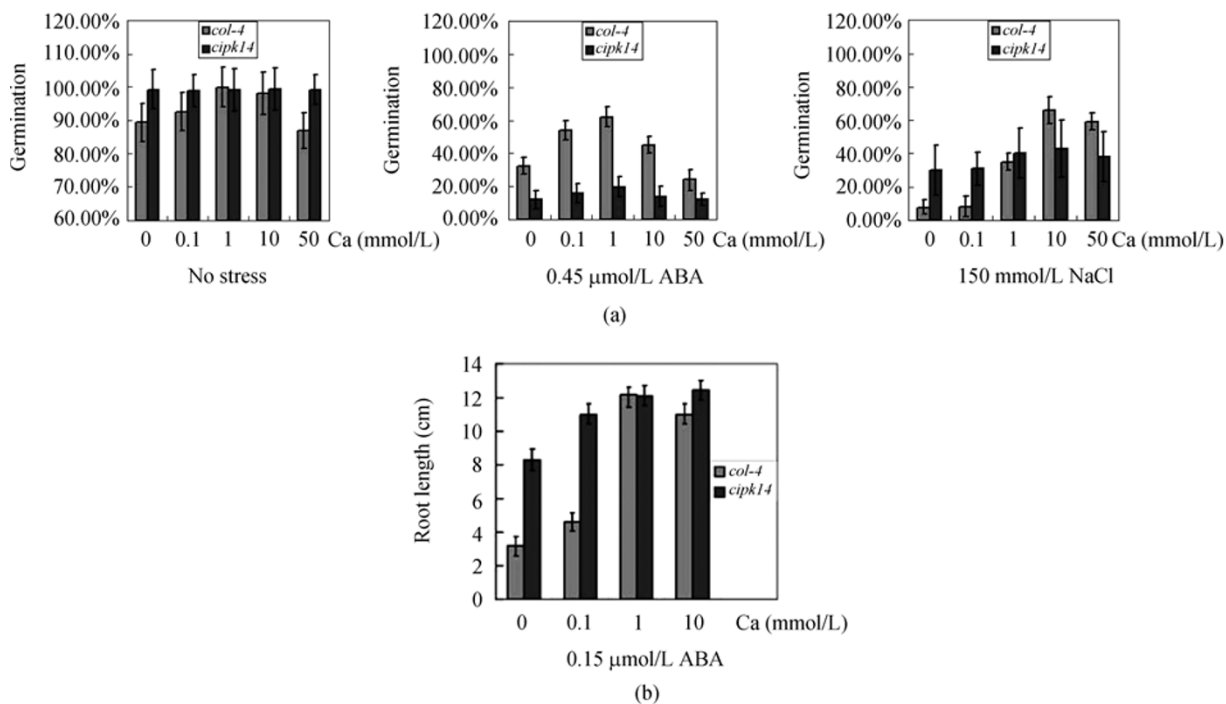 120.00%
110.00%
100.00%
90.00%
80.00%
70.00%
60.00%
Germination
col-4
cipk14
0 0.1 1 10 50 Ca (mmol/L)
No stress
120.00%
100.00%
80.00%
60.00%
40.00%
20.00%
0.00%
Germination
col-4
cipk14
0 0.1 1 10 50 Ca (mmol/L)
0.45 μmol/L ABA
120.00%
100.00%
80.00%
60.00%
40.00%
20.00%
0.00%
Germination
col-4
cipk14
0 0.1 1 10 50 Ca (mmol/L)
150 mmol/L NaCl
(a)
14
12
10
8
6
4
2
0
Root length (cm)
col-4
cipk14
0 0.1 1 10 Ca (mmol/L)
0.15 μmol/L ABA
(b)